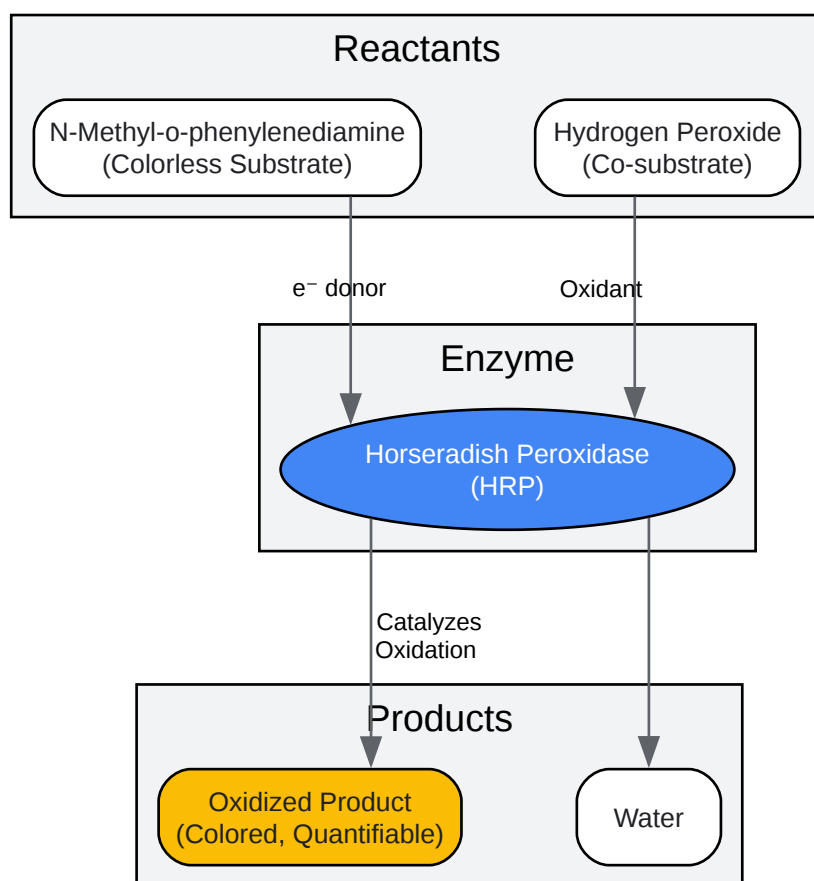 Reactants
N-Methyl-o-phenylenediamine
(Colorless Substrate)
Hydrogen Peroxide
(Co-substrate)
e⁻ donor
Oxidant
Enzyme
Horseradish Peroxidase
(HRP)
Catalyzes
Oxidation
Products
Oxidized Product
(Colored, Quantifiable)
Water